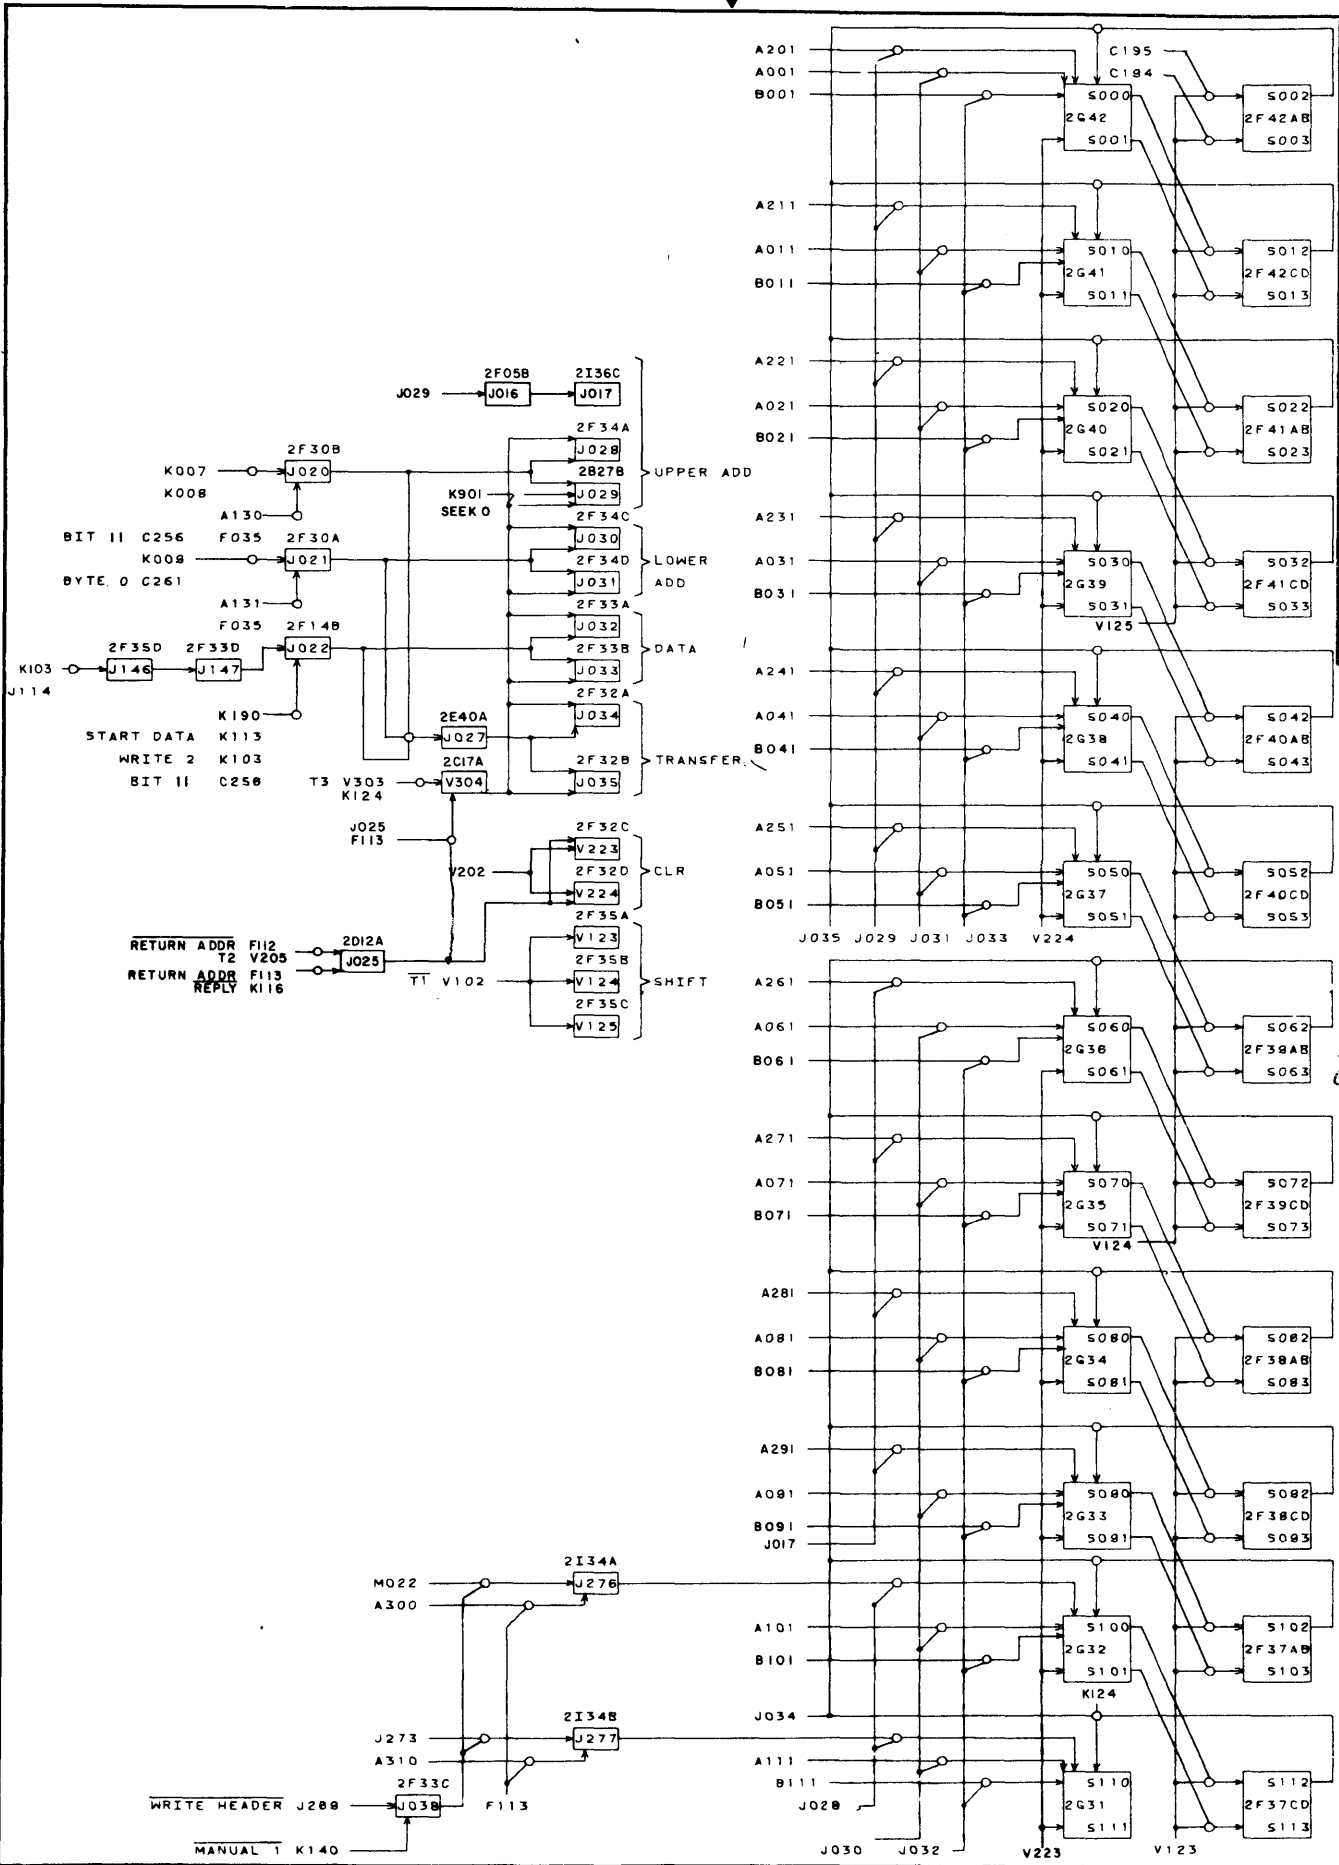 A201
A001
B001
C195
C194
S000
2G42
S001
S002
2F42AB
S003
A211
A011
B011
S010
2G41
S011
S012
2F42CD
S013
A221
A021
B021
S020
2G40
S021
S022
2F41AB
S023
A231
A031
B031
S030
2G39
S031
V125
S032
2F41CD
S033
A241
A041
B041
S040
2G38
S041
S042
2F40AB
S043
A251
A051
B051
S050
2G37
S051
S052
2F40CD
S053
J035 J029 J031 J033 V224
A261
A061
B061
S060
2G36
S061
S062
2F39AB
S063
A271
A071
B071
S070
2G35
S071
V124
S072
2F39CD
S073
A281
A081
B081
S080
2G34
S081
S082
2F38AB
S083
A291
A091
B091
J017
S090
2G33
S091
S092
2F38CD
S093
A101
B101
S100
2G32
S101
K124
S102
2F37AB
S103
J034
A111
B111
J028
S110
2G31
S111
S112
2F37CD
S113
J030 J032 V223 V123
2F05B 2I36C
J029 J016 J017
2F34A
J028
2B27B
J029
K901
SEEK 0
UPPER ADD
2F30B
K007 J020
K008
A130
F035
2F34C
J030
2F34D
J031
LOWER
ADD
BIT 11 C256
2F30A
K009 J021
BYTE 0 C261
A131
F035
2F33A
J032
2F33B
J033
DATA
2F14B
J022
2F35D 2F33D
K103 J146 J147
J114
K190
START DATA K113
WRITE 2 K103
BIT 11 C256
2E40A
J027
2F32A
J034
2F32B
J035
TRANSFER
2C17A
T3 V303 V304
K124
J025
F113
2F32C
V223
V202
2F32D
V224
CLR
RETURN ADDR F112
T2 V205
RETURN ADDR F113
REPLY K116
2D12A
J025
2F35A
V123
2F35B
T1 V102 V124
2F35C
V125
SHIFT
2I34A
M022 J276
A300
2I34B
J273 J277
A310
2F33C
WRITE HEADER J289 J038
F113
MANUAL 1 K140